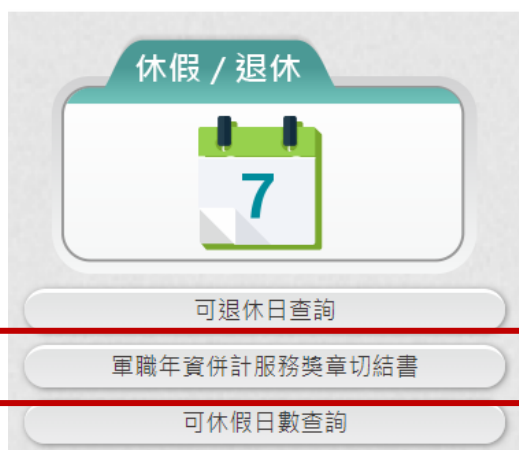 休假 / 退休
7
可退休日查詢
軍職年資併計服務獎章切結書
可休假日數查詢